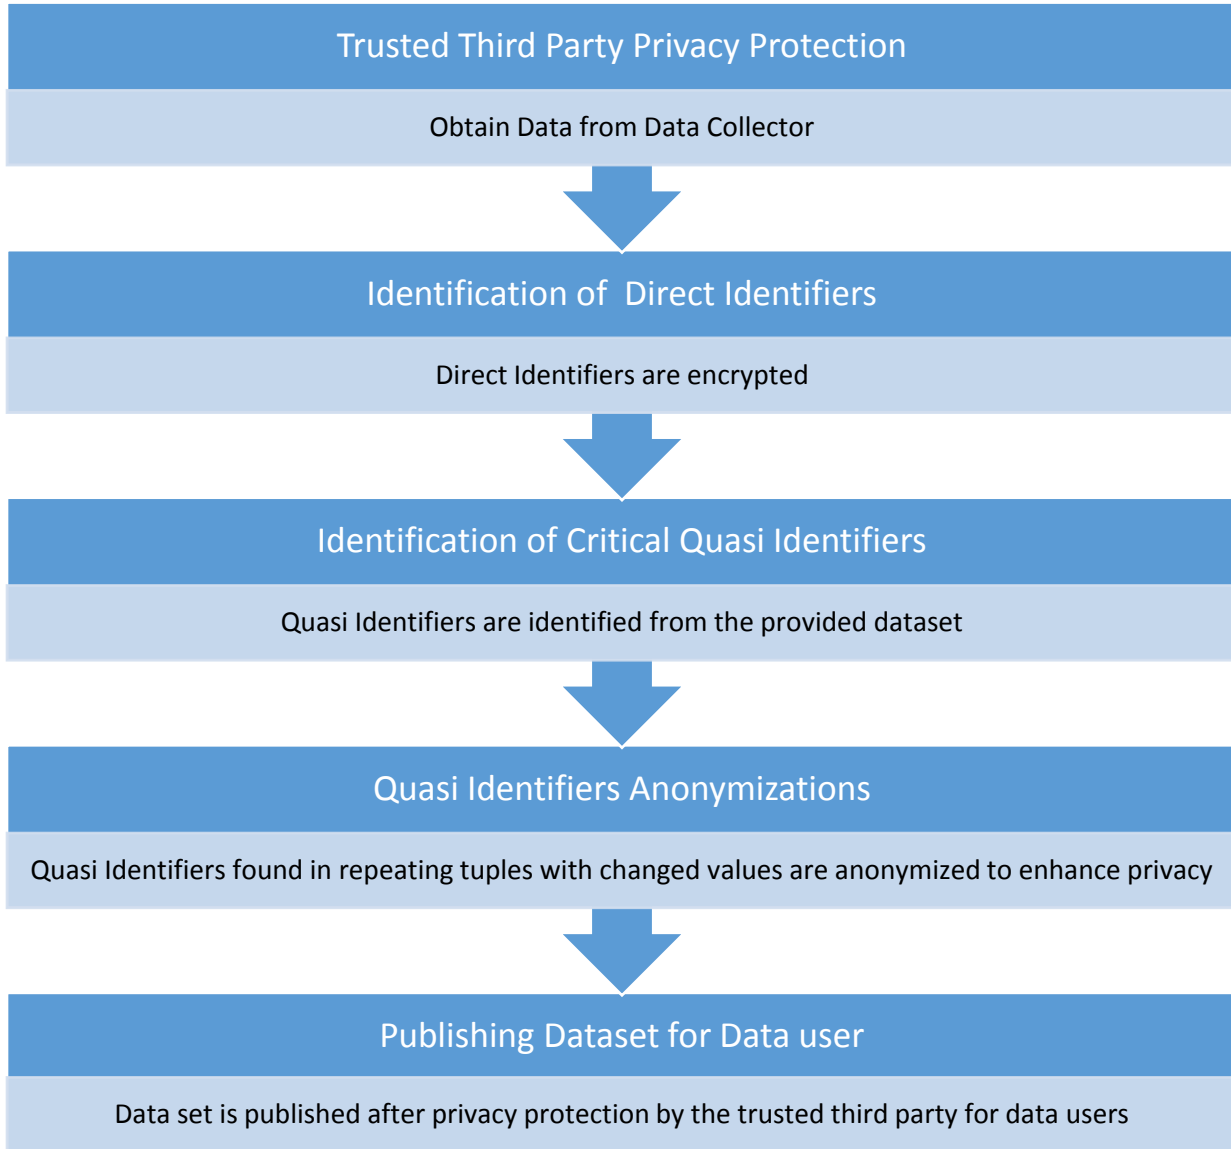 Trusted Third Party Privacy Protection
Obtain Data from Data Collector
Identification of  Direct Identifiers
Direct Identifiers are encrypted
Identification of Critical Quasi Identifiers
Quasi Identifiers are identified from the provided dataset
Quasi Identifiers Anonymizations
Quasi Identifiers found in repeating tuples with changed values are anonymized to enhance privacy
Publishing Dataset for Data user
Data set is published after privacy protection by the trusted third party for data users